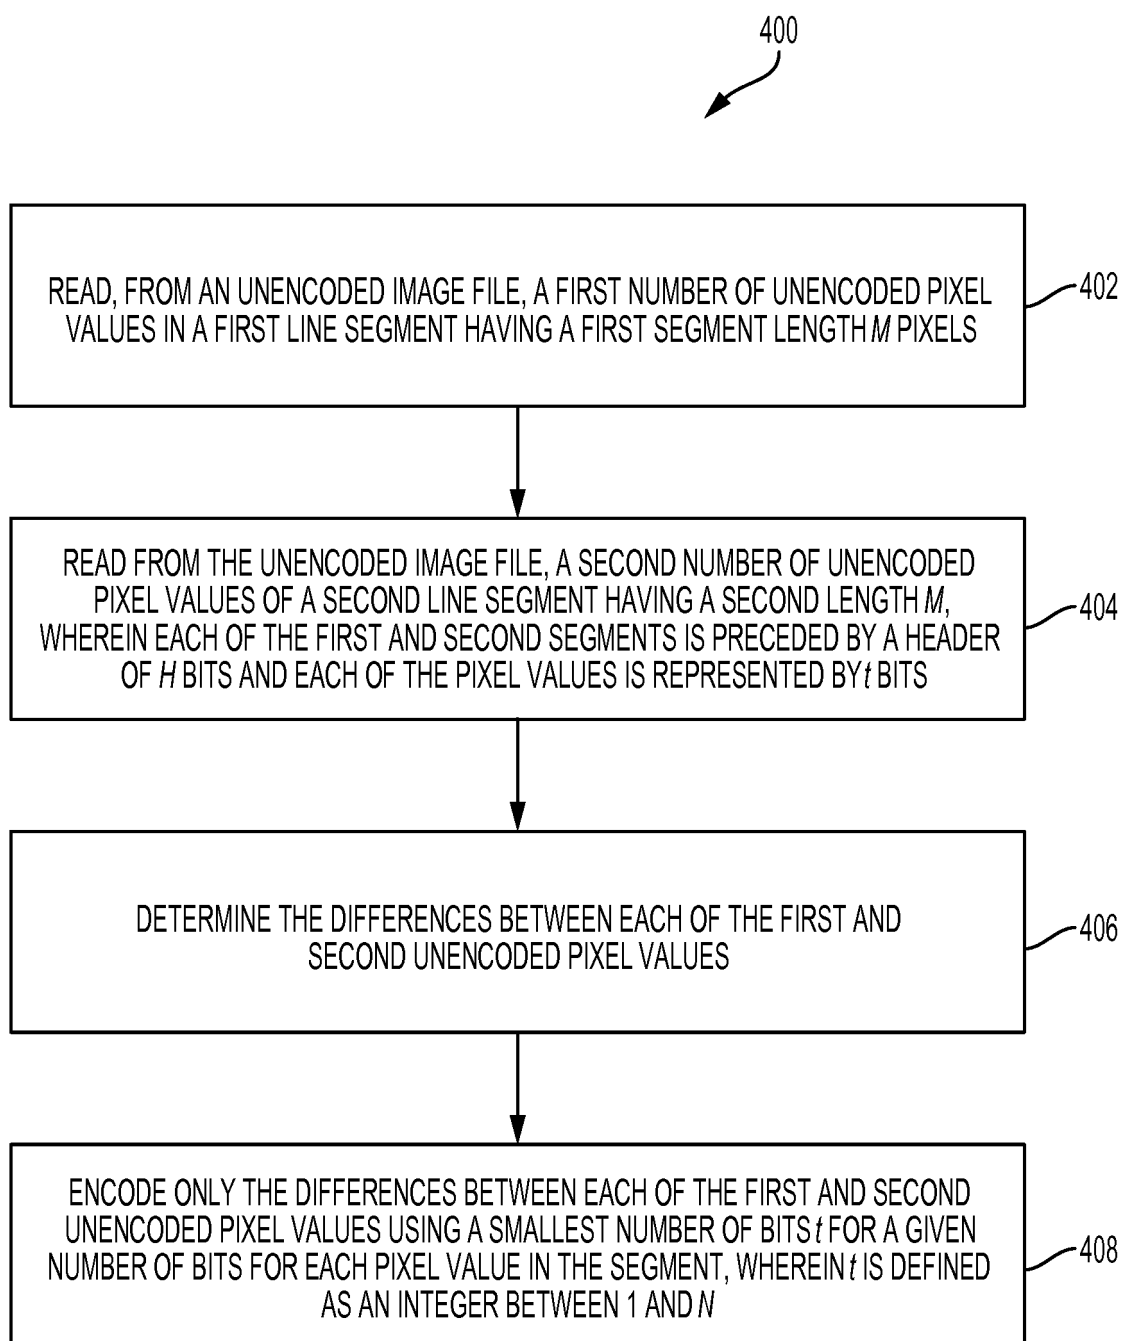 400
READ, FROM AN UNENCODED IMAGE FILE, A FIRST NUMBER OF UNENCODED PIXEL
VALUES IN A FIRST LINE SEGMENT HAVING A FIRST SEGMENT LENGTH M PIXELS
402
READ FROM THE UNENCODED IMAGE FILE, A SECOND NUMBER OF UNENCODED
PIXEL VALUES OF A SECOND LINE SEGMENT HAVING A SECOND LENGTH M,
WHEREIN EACH OF THE FIRST AND SECOND SEGMENTS IS PRECEDED BY A HEADER
OF H BITS AND EACH OF THE PIXEL VALUES IS REPRESENTED BY t BITS
404
DETERMINE THE DIFFERENCES BETWEEN EACH OF THE FIRST AND
SECOND UNENCODED PIXEL VALUES
406
ENCODE ONLY THE DIFFERENCES BETWEEN EACH OF THE FIRST AND SECOND
UNENCODED PIXEL VALUES USING A SMALLEST NUMBER OF BITS t FOR A GIVEN
NUMBER OF BITS FOR EACH PIXEL VALUE IN THE SEGMENT, WHEREIN t IS DEFINED
AS AN INTEGER BETWEEN 1 AND N
408